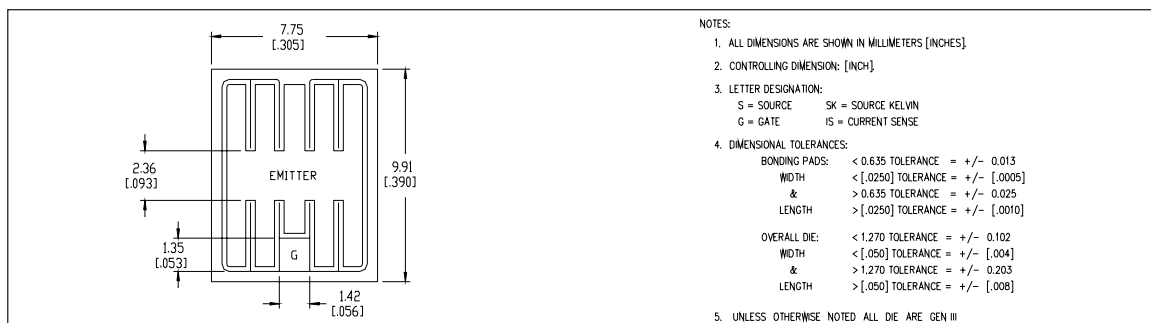 7.75
[.305]
2.36
[.093]
EMITTER
9.91
[.390]
1.35
[.053]
G
1.42
[.056]
NOTES:
1. ALL DIMENSIONS ARE SHOWN IN MILLIMETERS [INCHES].
2. CONTROLLING DIMENSION: [INCH].
3. LETTER DESIGNATION:
S = SOURCE SK = SOURCE KELVIN
G = GATE IS = CURRENT SENSE
4. DIMENSIONAL TOLERANCES:
BONDING PADS: < 0.635 TOLERANCE = +/- 0.013
WIDTH < [.0250] TOLERANCE = +/- [.0005]
& > 0.635 TOLERANCE = +/- 0.025
LENGTH > [.0250] TOLERANCE = +/- [.0010]
OVERALL DIE: < 1.270 TOLERANCE = +/- 0.102
WIDTH < [.050] TOLERANCE = +/- [.004]
& > 1.270 TOLERANCE = +/- 0.203
LENGTH > [.050] TOLERANCE = +/- [.008]
5. UNLESS OTHERWISE NOTED ALL DIE ARE GEN III